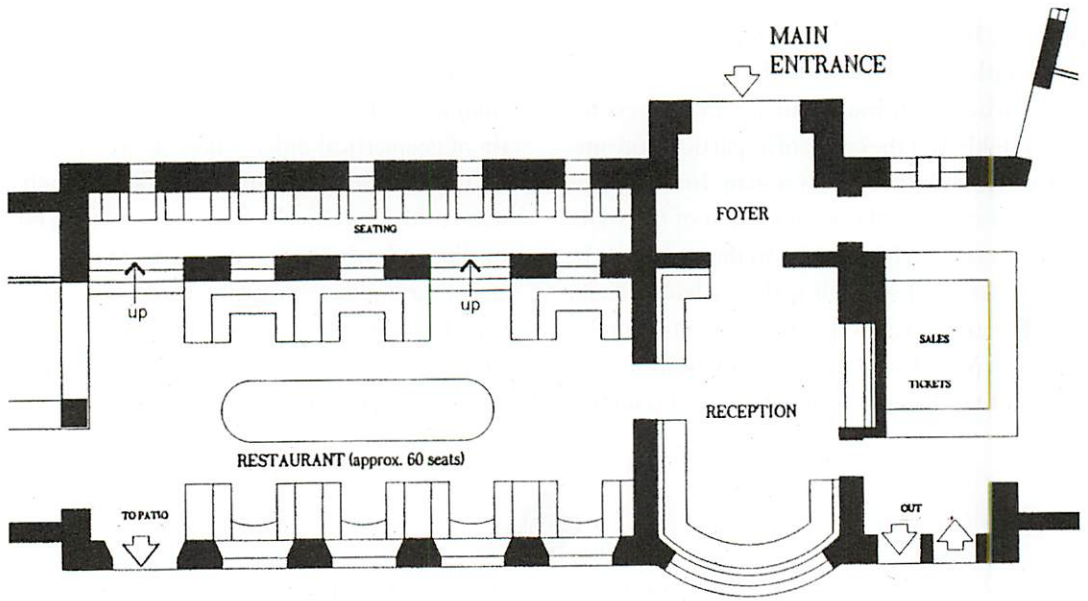 MAIN
ENTRANCE
FOYER
SEATING
up
up
SALES
TICKETS
RECEPTION
RESTAURANT (approx. 60 seats)
TO PATIO
OUT